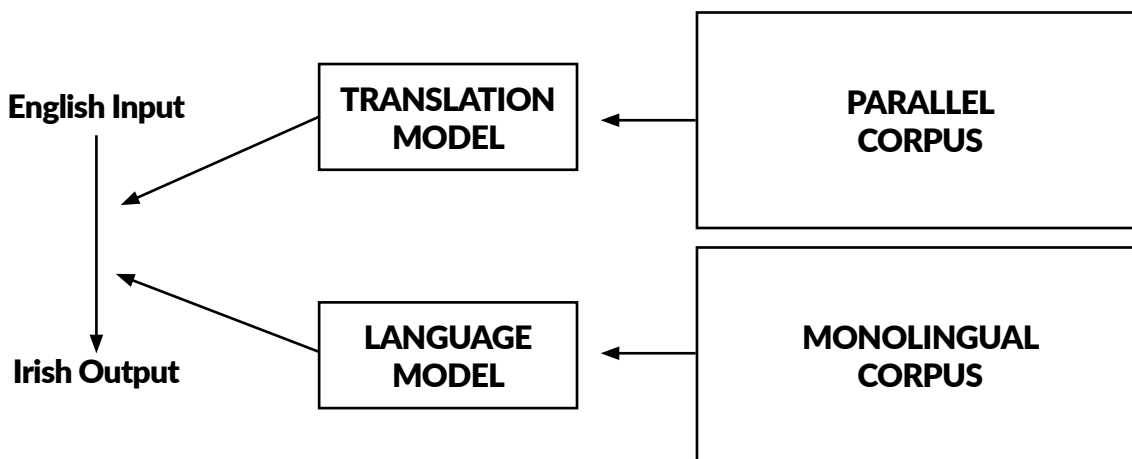 English Input
TRANSLATION
MODEL
PARALLEL
CORPUS
Irish Output
LANGUAGE
MODEL
MONOLINGUAL
CORPUS